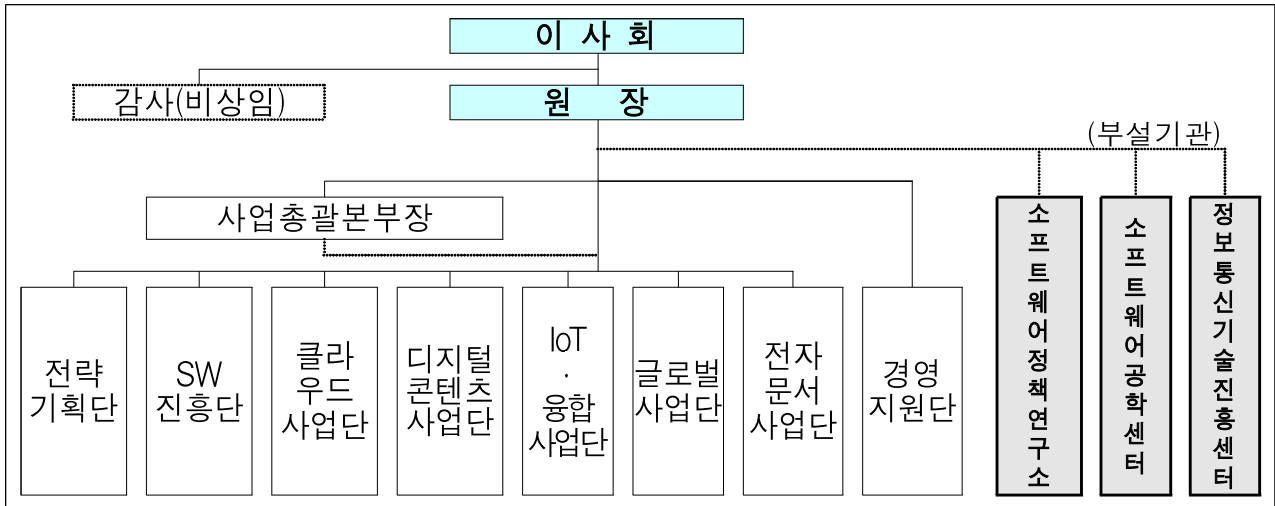 이 사 회
감사(비상임)
원 장
(부설기관)
사업총괄본부장
전략
기획단
SW
진흥단
클라
우드
사업단
디지털
콘텐츠
사업단
IoT
·
융합
사업단
글로벌
사업단
전자
문서
사업단
경영
지원단
소프트웨어정책연구소
소프트웨어공학센터
정보통신기술진흥센터